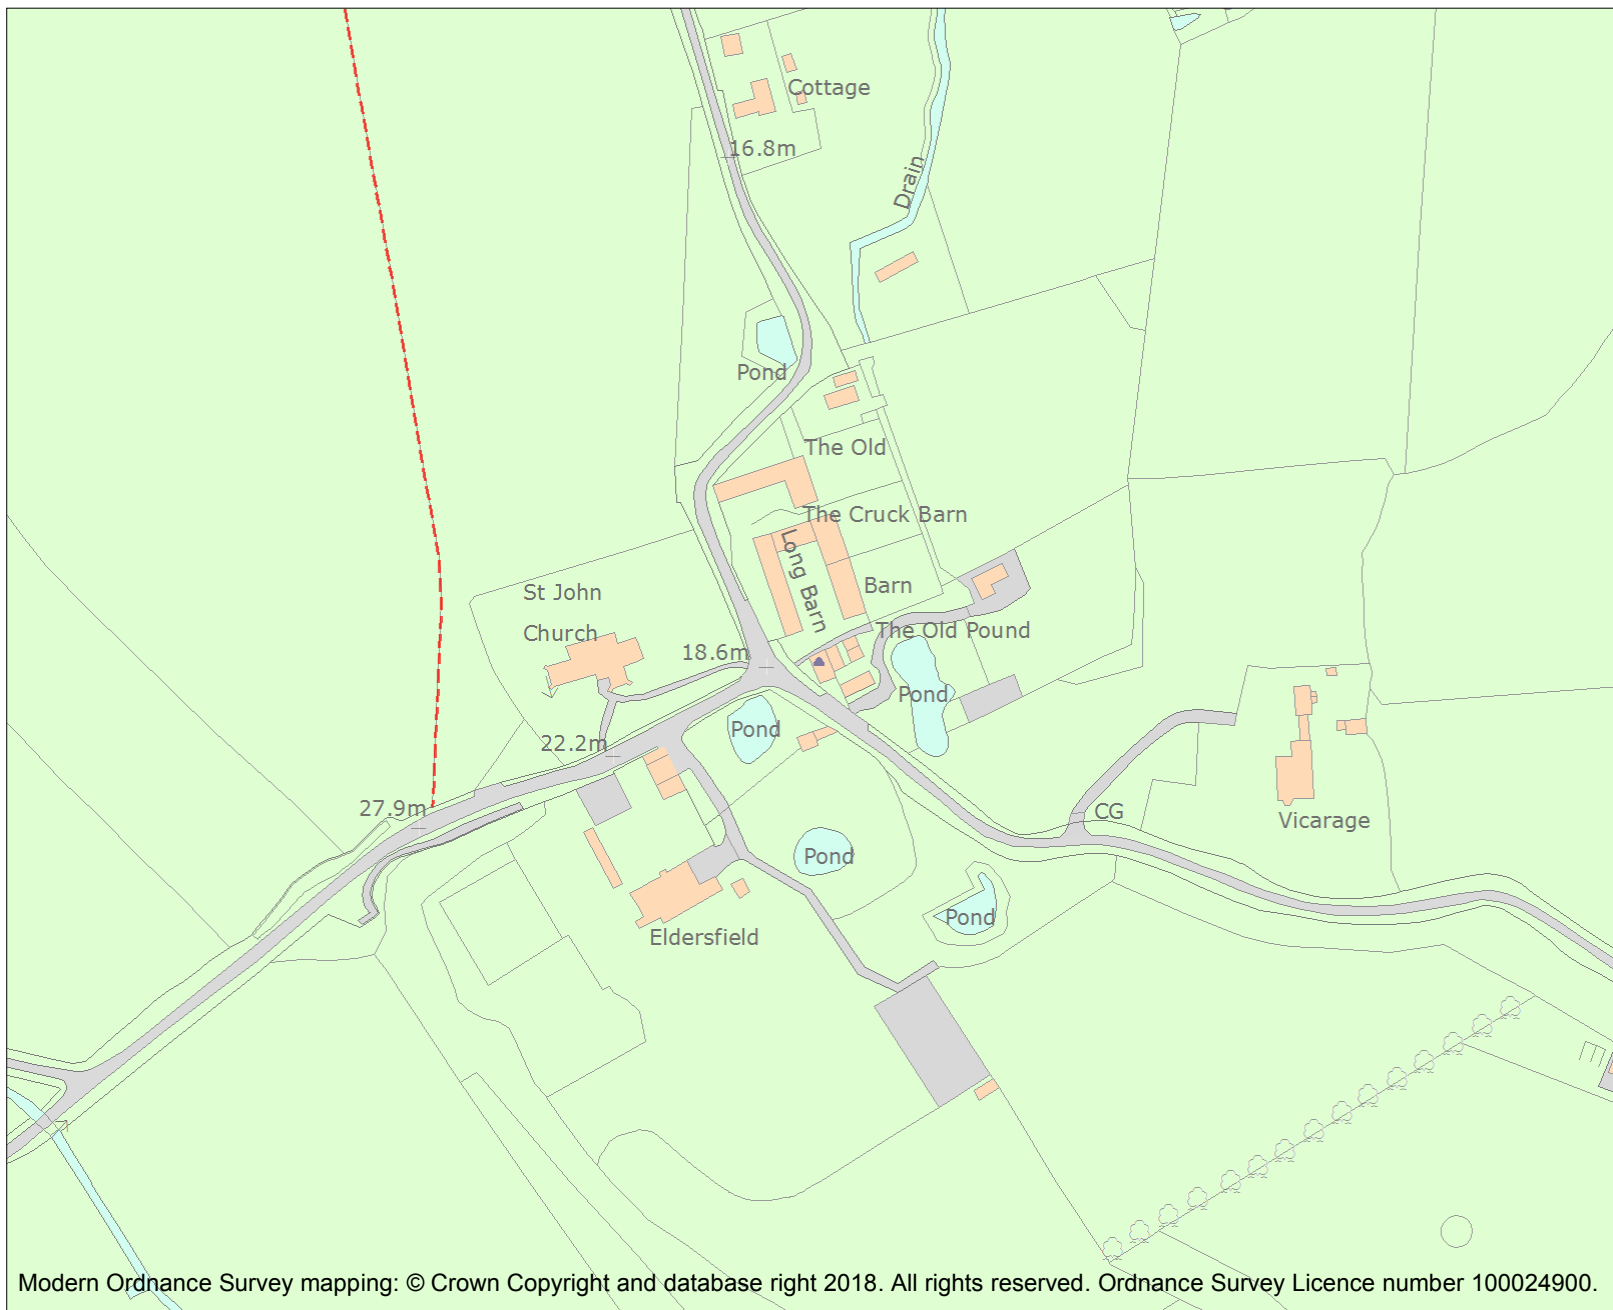 Cottage
16.8m
Drain
Pond
The Old
The Cruck Barn
Long Barn
Barn
St John
Church
The Old Pound
18.6m
Pond
Pond
22.2m
27.9m
CG
Vicarage
Pond
Pond
Eldersfield
Modern Ordnance Survey mapping: © Crown Copyright and database right 2018. All rights reserved. Ordnance Survey Licence number 100024900.